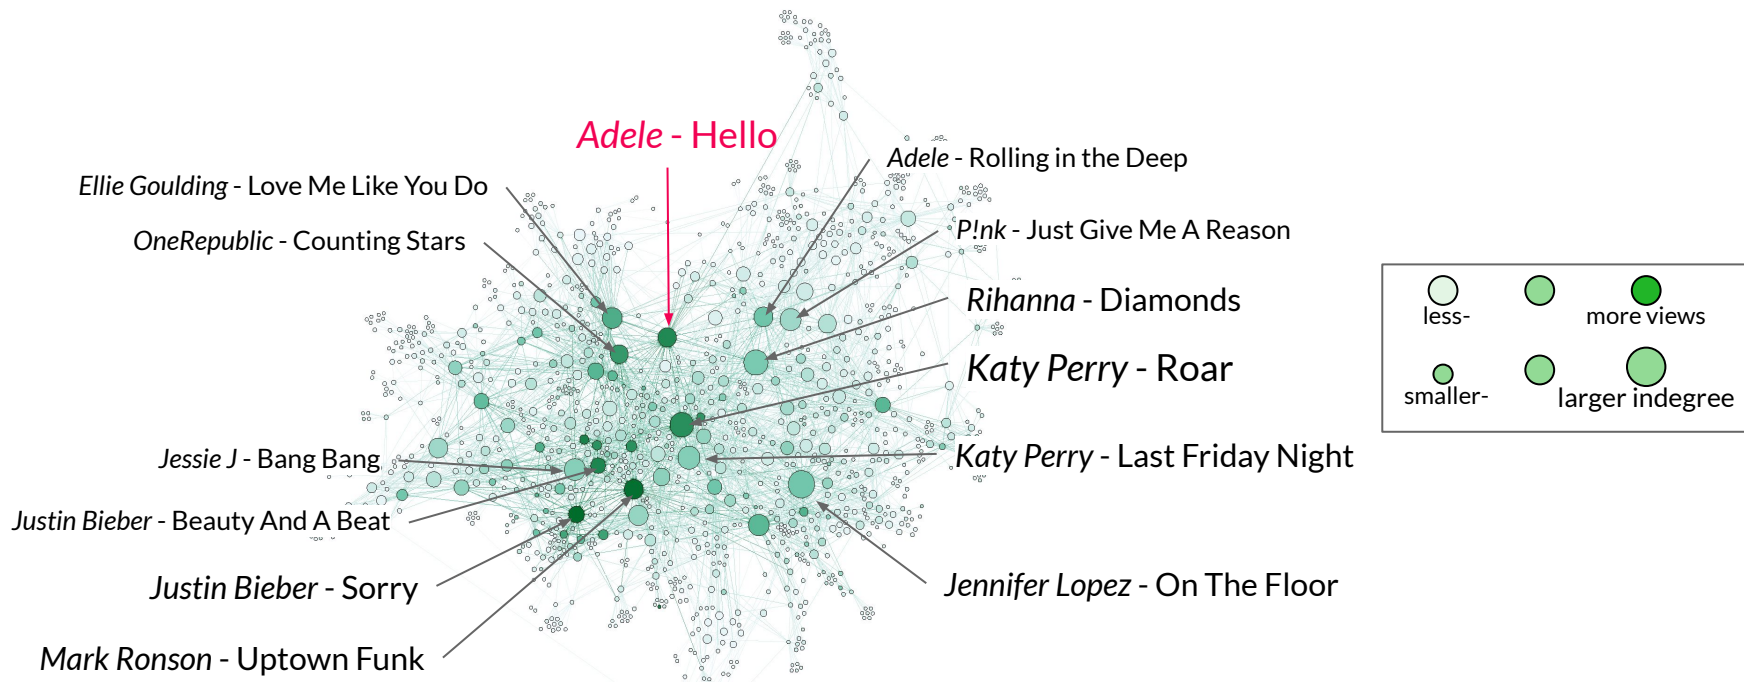 Adele - Hello
Ellie Goulding - Love Me Like You Do
OneRepublic - Counting Stars
Jessie J - Bang Bang
Justin Bieber - Beauty And A Beat
Justin Bieber - Sorry
Mark Ronson - Uptown Funk
Adele - Rolling in the Deep
P!nk - Just Give Me A Reason
Rihanna - Diamonds
Katy Perry - Roar
Katy Perry - Last Friday Night
Jennifer Lopez - On The Floor
less- more views
smaller- larger indegree